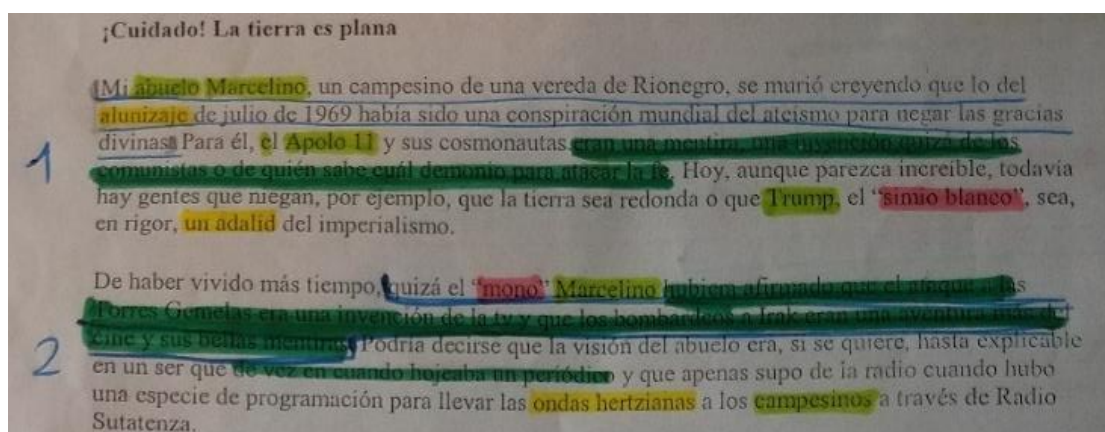 ¡Cuidado! La tierra es plana
Mi abuelo Marcelino, un campesino de una vereda de Rionegro, se murió creyendo que lo del
alunizaje de julio de 1969 había sido una conspiración mundial del ateísmo para negar las gracias
1 divinas. Para él, el Apolo 11 y sus cosmonautas eran una mentira, una invención quizá de los
comunistas o de quién sabe cuál demonio para atacar la fe. Hoy, aunque parezca increíble, todavía
hay gentes que niegan, por ejemplo, que la tierra sea redonda o que Trump, el “simio blanco”, sea,
en rigor, un adalid del imperialismo.
De haber vivido más tiempo, quizá el “mono” Marcelino hubiera afirmado que el ataque a las
Torres Gemelas era una invención de la tv y que los bombardeos a Irak eran una aventura más del
2 cine y sus bellas mentiras. Podría decirse que la visión del abuelo era, si se quiere, hasta explicable
en un ser que de vez en cuando hojeaba un periódico y que apenas supo de la radio cuando hubo
una especie de programación para llevar las ondas hertzianas a los campesinos a través de Radio
Sutatenza.